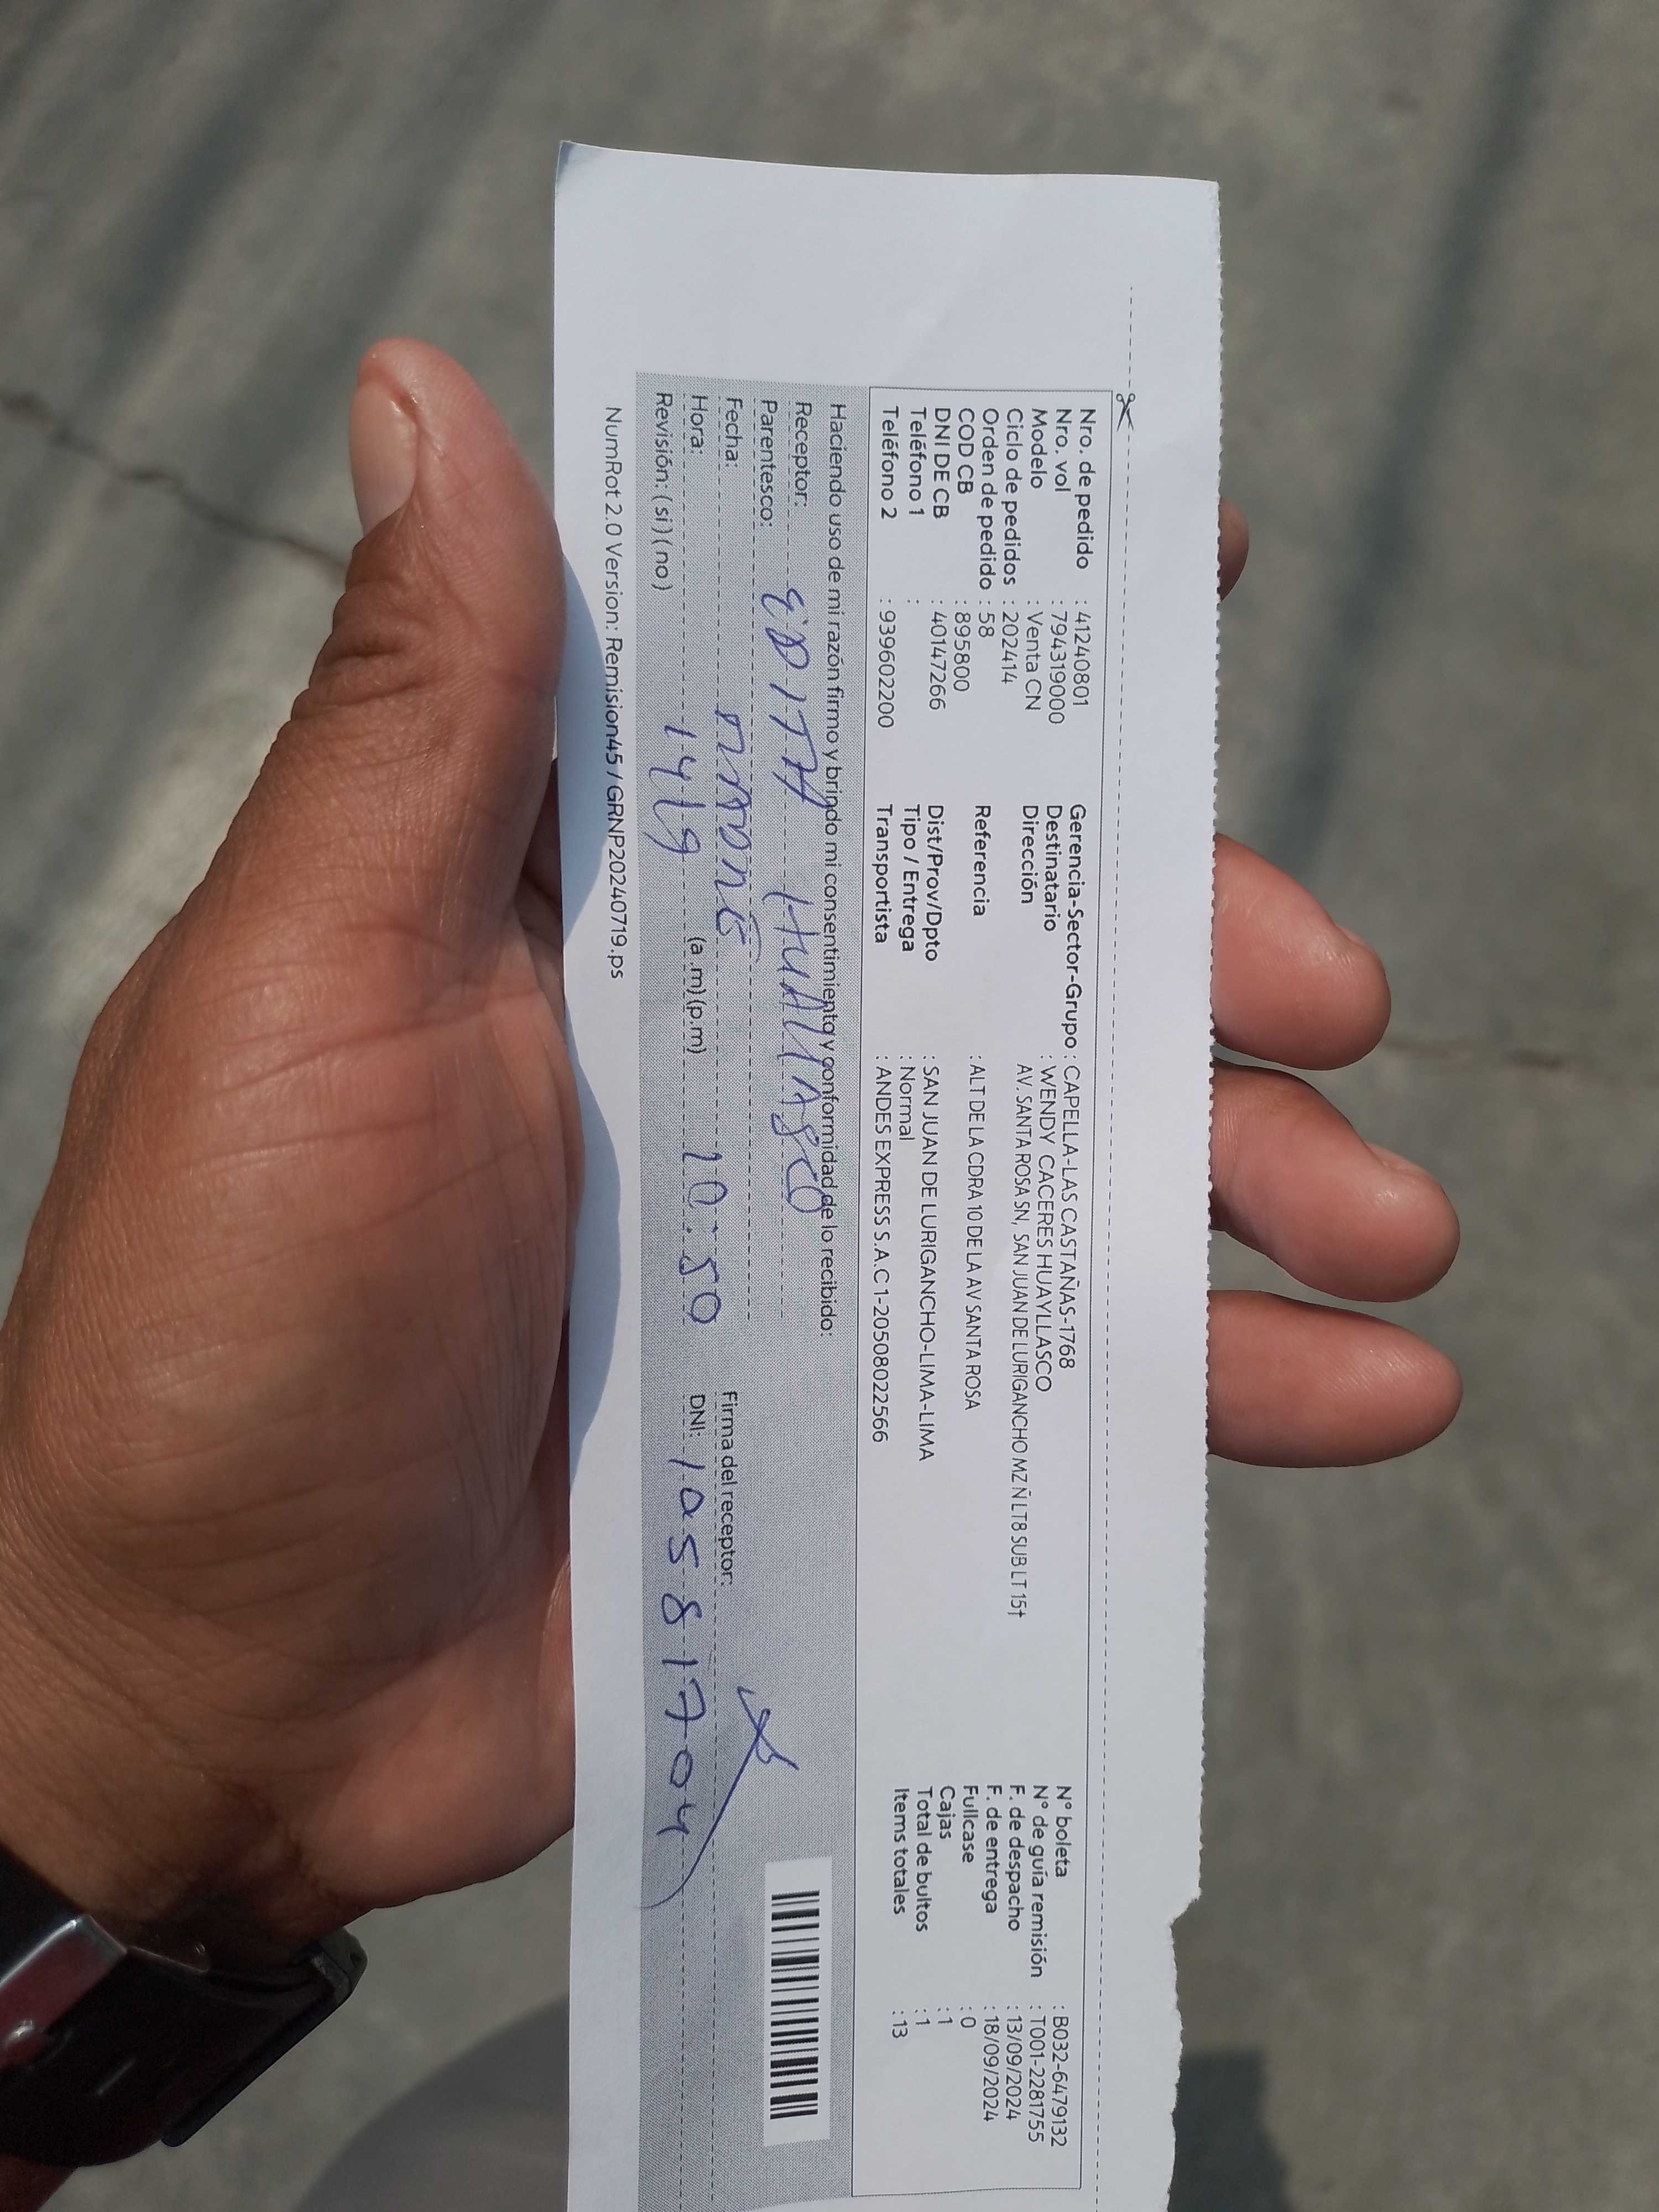 Nro. de pedido : 41240801
Nro. vol : 794319000
Modelo : Venta CN
Ciclo de pedidos : 202414
Orden de pedido : 58
COD CB : 895800
DNI DE CB : 40147266
Teléfono 1 :
Teléfono 2 : 939602200
Gerencia-Sector-Grupo : CAPELLA-LAS CASTAÑAS-1768
Destinatario : WENDY CACERES HUAYLLASCO
Dirección AV. SANTA ROSA SN, SAN JUAN DE LURIGANCHO MZ Ñ LT8 SUB LT 15†
Referencia : ALT DE LA CDRA 10 DE LA AV SANTA ROSA
Dist/Prov/Dpto : SAN JUAN DE LURIGANCHO-LIMA-LIMA
Tipo / Entrega : Normal
Transportista : ANDES EXPRESS S.A.C 1-20508022566
N° boleta : B032-6479132
N° de guía remisión : T001-2281755
F. de despacho : 13/09/2024
F. de entrega : 18/09/2024
Fullcase : 0
Cajas : 1
Total de bultos : 1
Items totales : 13
Haciendo uso de mi razón firmo y brindo mi consentimiento y conformidad de lo recibido:
Receptor: EDITH HUAYLLASCO
Parentesco:
Fecha: 14/9
Hora: (a .m) (p.m) 10:50
Revisión: (si) (no)
Firma del receptor:
DNI: 10581704
NumRot 2.0 Version: Remision45 / GRNP20240719.ps